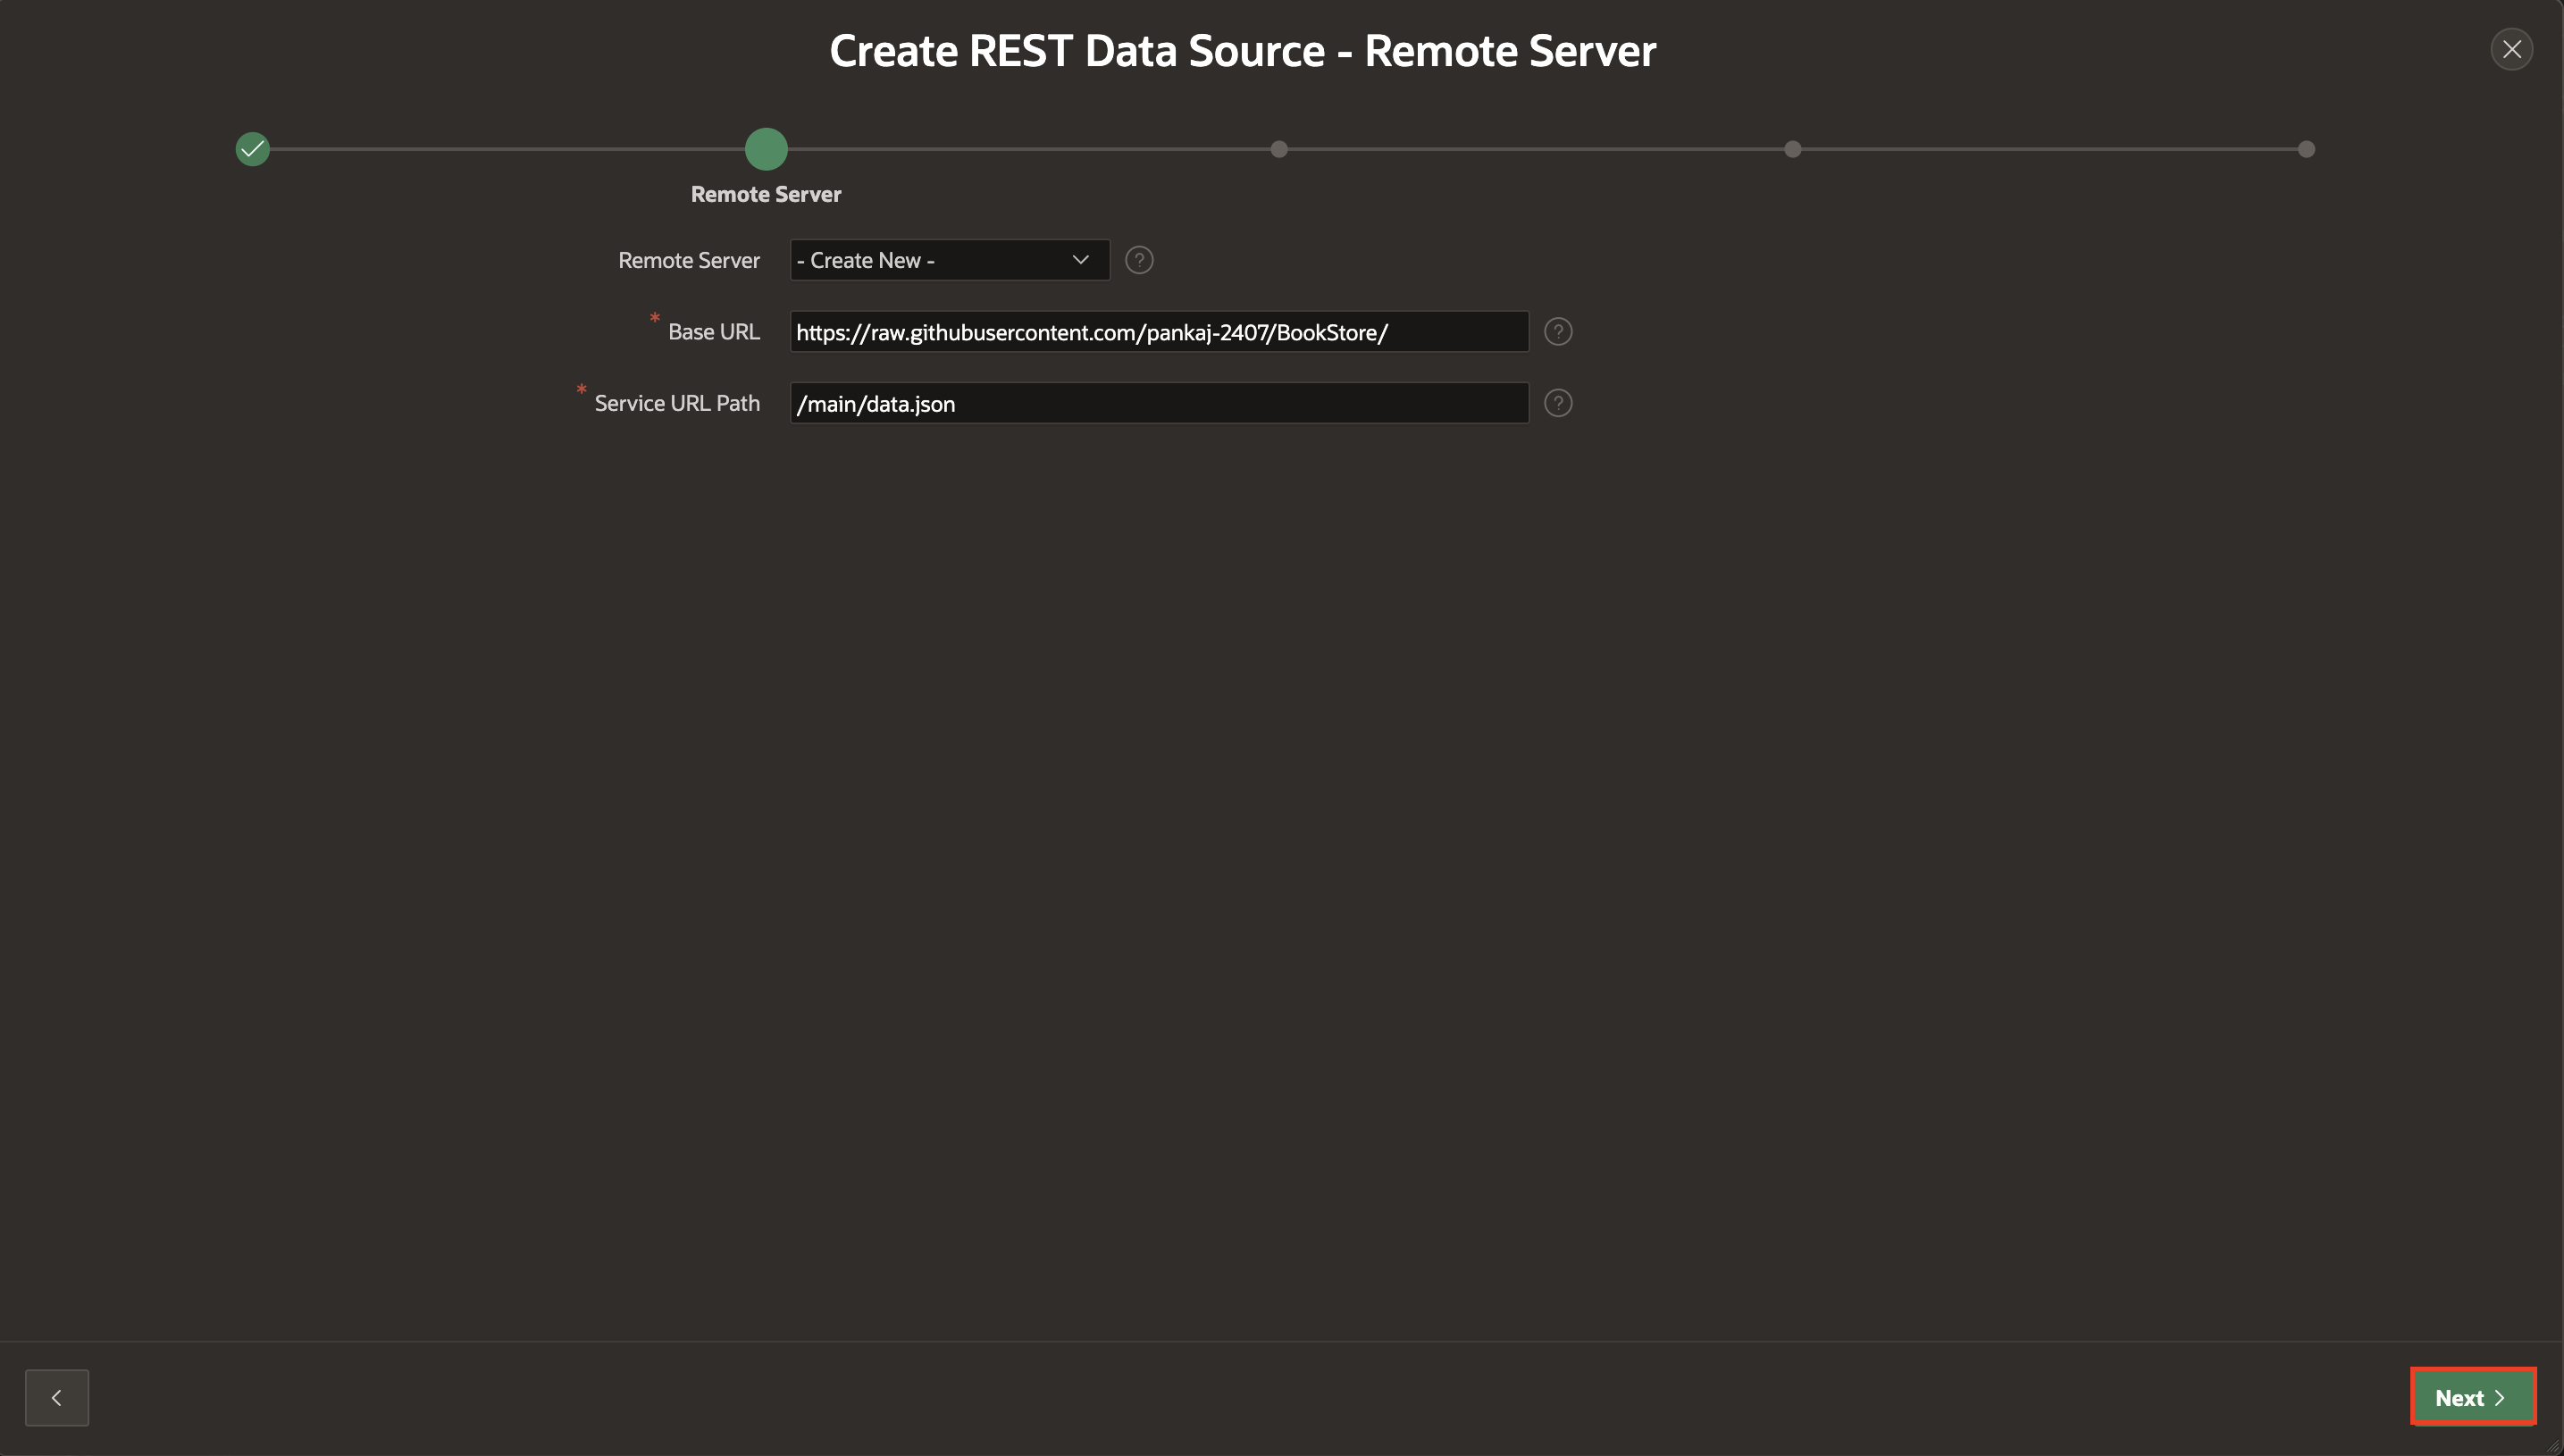 Create REST Data Source - Remote Server
Remote Server
Remote Server - Create New - ?
* Base URL https://raw.githubusercontent.com/pankaj-2407/BookStore/ ?
* Service URL Path /main/data.json ?
Next